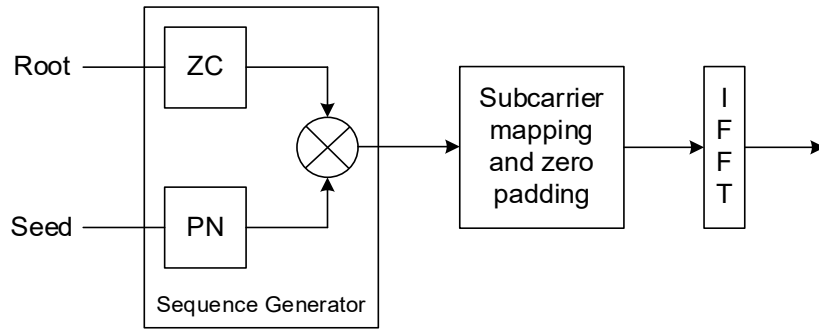 Root
ZC
Seed
PN
Sequence Generator
Subcarrier
mapping
and zero
padding
I
F
F
T